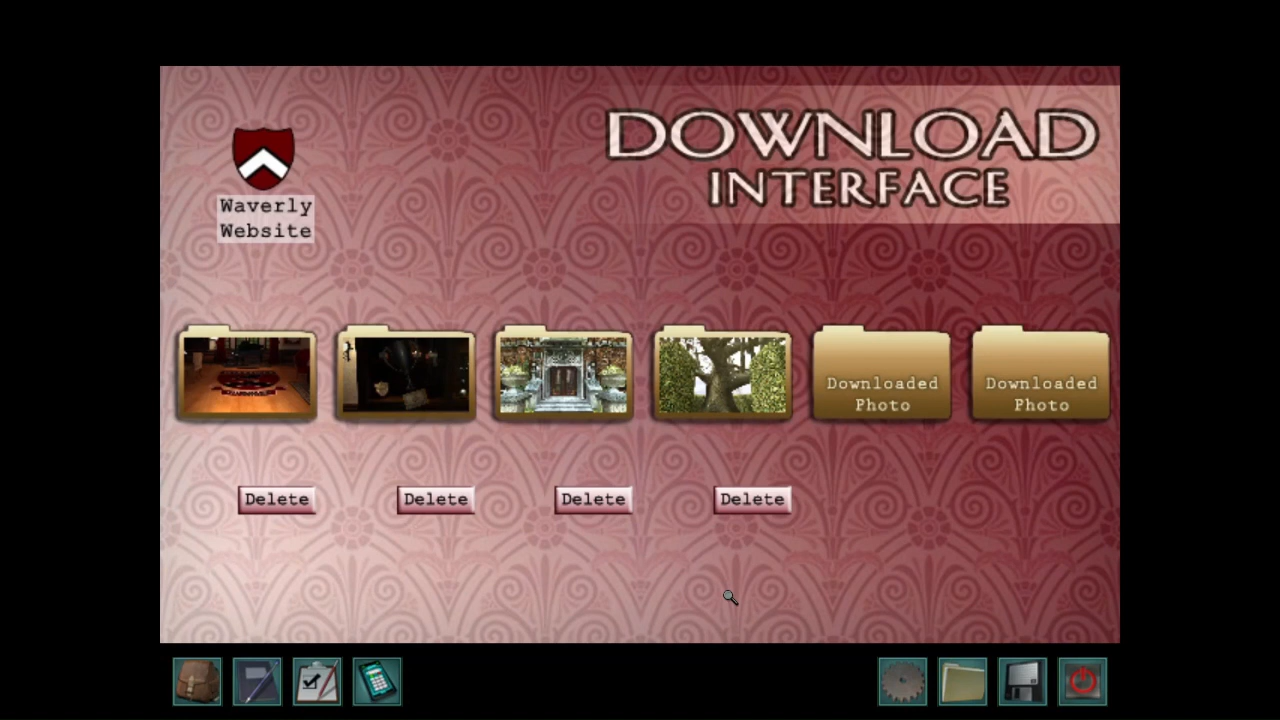 DOWNLOAD
INTERFACE
Waverly
Website
Downloaded
Photo
Downloaded
Photo
Delete
Delete
Delete
Delete